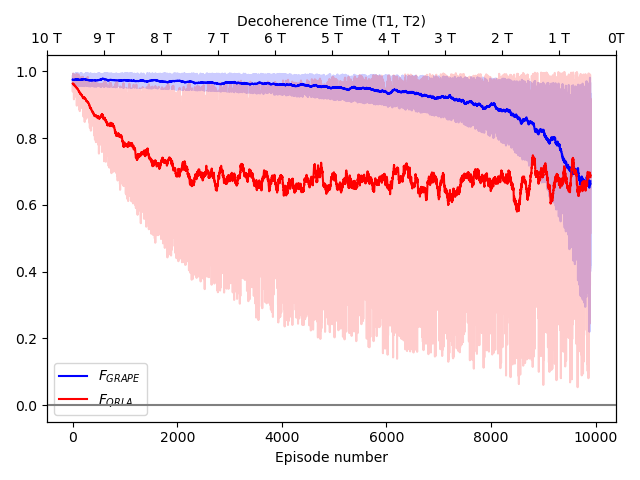 Decoherence Time (T1, T2)
10 T 9 T 8 T 7 T 6 T 5 T 4 T 3 T 2 T 1 T 0T
1.0
0.8
0.6
0.4
0.2
0.0
F_GRAPE
F_QRLA
0 2000 4000 6000 8000 10000
Episode number